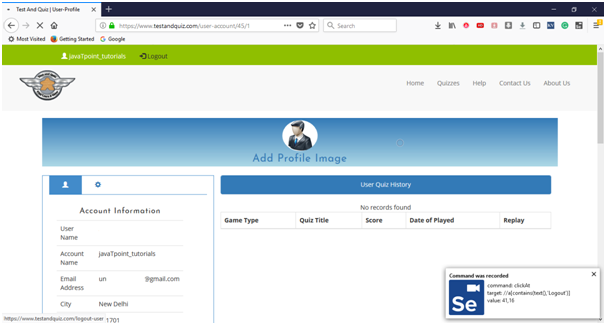 Test And Quiz | User-Profile
https://www.testandquiz.com/user-account/45/1
Search
Most Visited Getting Started Google
javaTpoint_tutorials Logout
Home Quizzes Help Contact Us About Us
Add Profile Image
User Quiz History
No records found
Game Type Quiz Title Score Date of Played Replay
Account Information
User
Name
Account javaTpoint_tutorials
Name
Email un @gmail.com
Address
City New Delhi
1701
https://www.testandquiz.com/logout-user
Command was recorded
command: clickAt
target: //a[contains(text(),'Logout')]
value: 41,16
Se